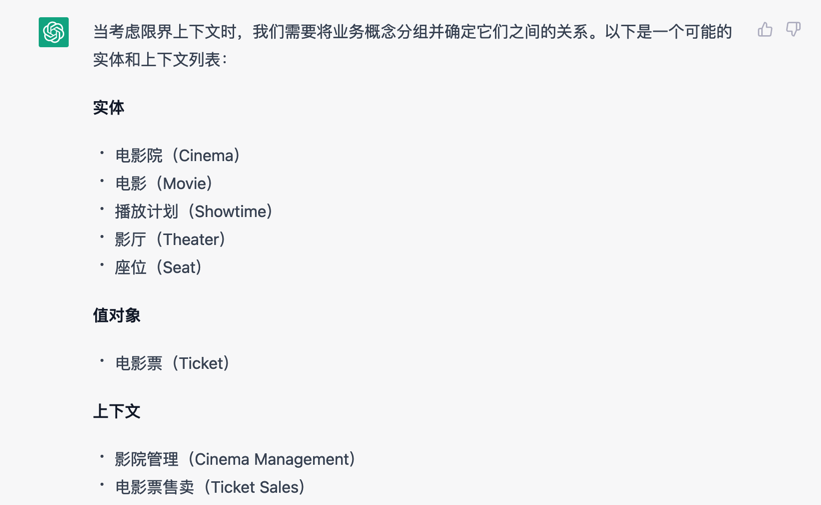 当考虑限界上下文时，我们需要将业务概念分组并确定它们之间的关系。以下是一个可能的
实体和上下文列表：
实体
• 电影院（Cinema）
• 电影（Movie）
• 播放计划（Showtime）
• 影厅（Theater）
• 座位（Seat）
值对象
• 电影票（Ticket）
上下文
• 影院管理（Cinema Management）
• 电影票售卖（Ticket Sales）